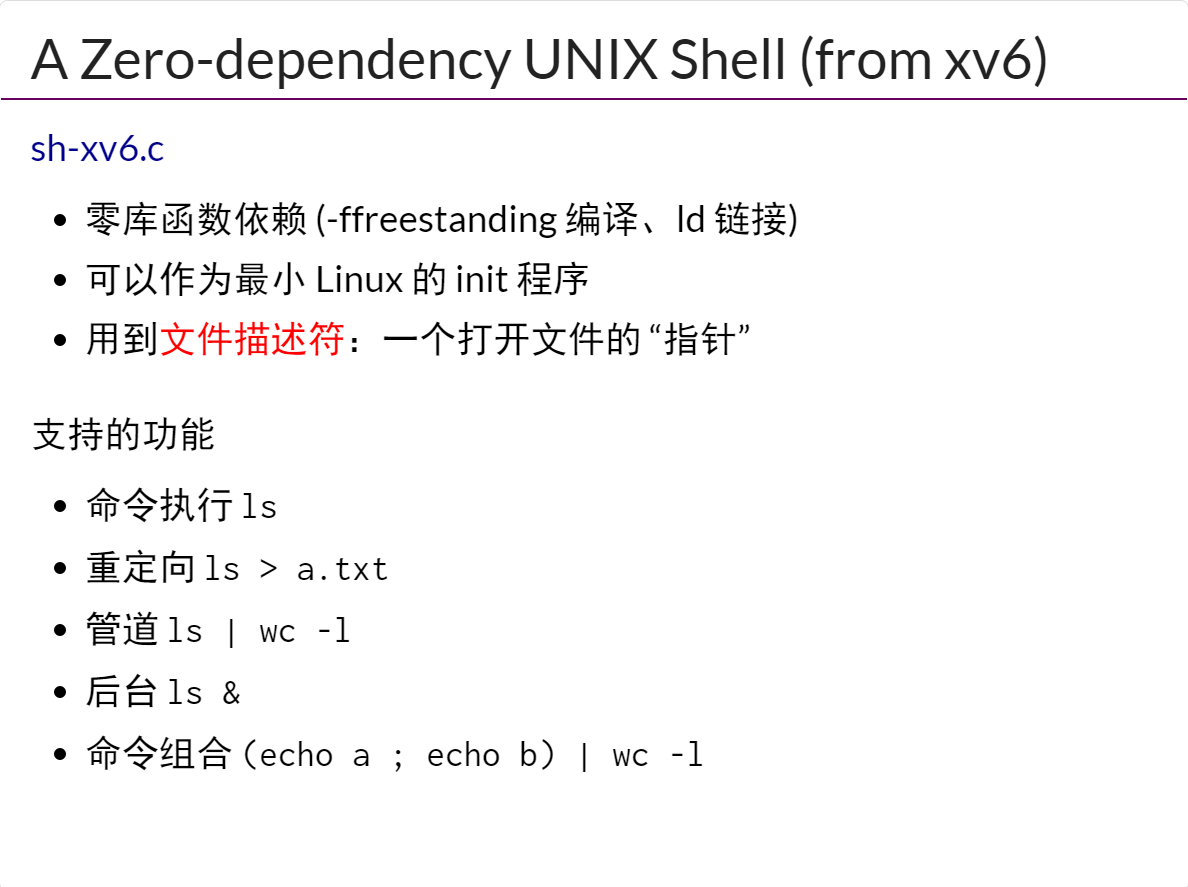 A Zero-dependency UNIX Shell (from xv6)
sh-xv6.c
零库函数依赖 (-ffreestanding 编译、ld 链接)
可以作为最小 Linux 的 init 程序
用到文件描述符：一个打开文件的 “指针”
支持的功能
命令执行 ls
重定向 ls > a.txt
管道 ls | wc -l
后台 ls &
命令组合 (echo a ; echo b) | wc -l